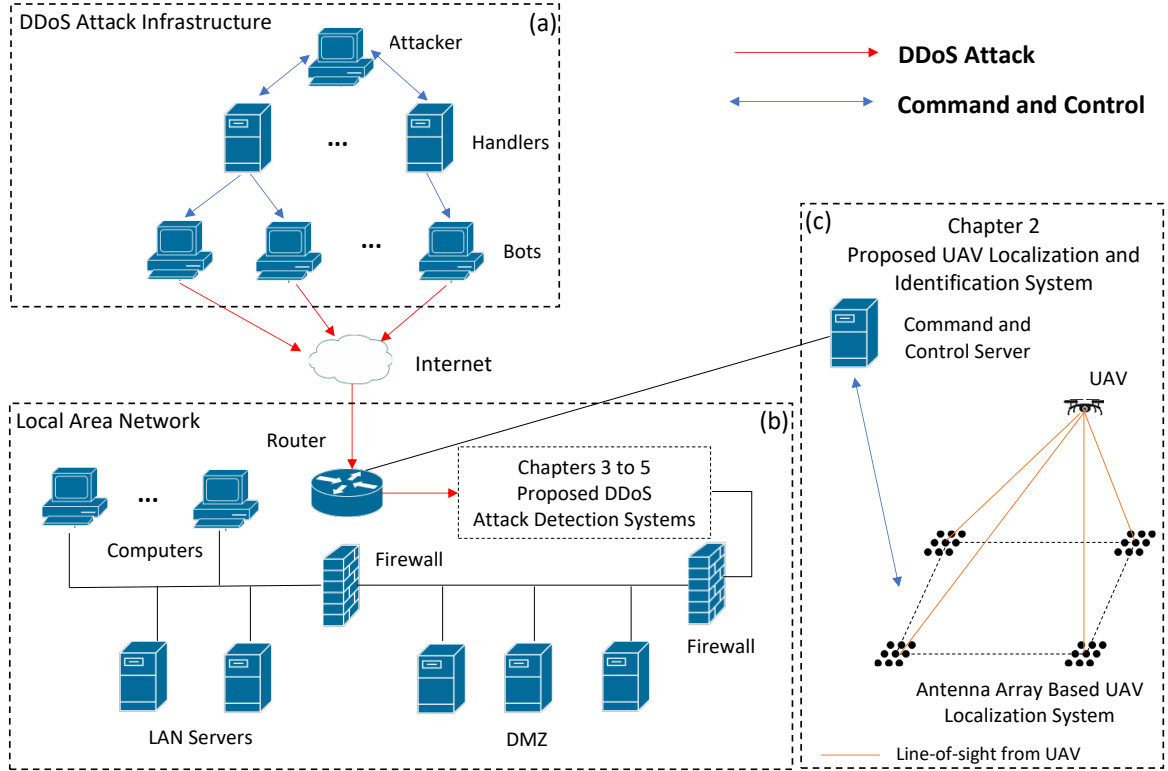 DDoS Attack Infrastructure
(a)
Attacker
...
Handlers
...
Bots
Internet
DDoS Attack
Command and Control
(c)
Chapter 2
Proposed UAV Localization and
Identification System
Command and
Control Server
UAV
Antenna Array Based UAV
Localization System
Line-of-sight from UAV
Local Area Network
(b)
Router
...
Computers
Chapters 3 to 5
Proposed DDoS
Attack Detection Systems
Firewall
Firewall
LAN Servers
DMZ